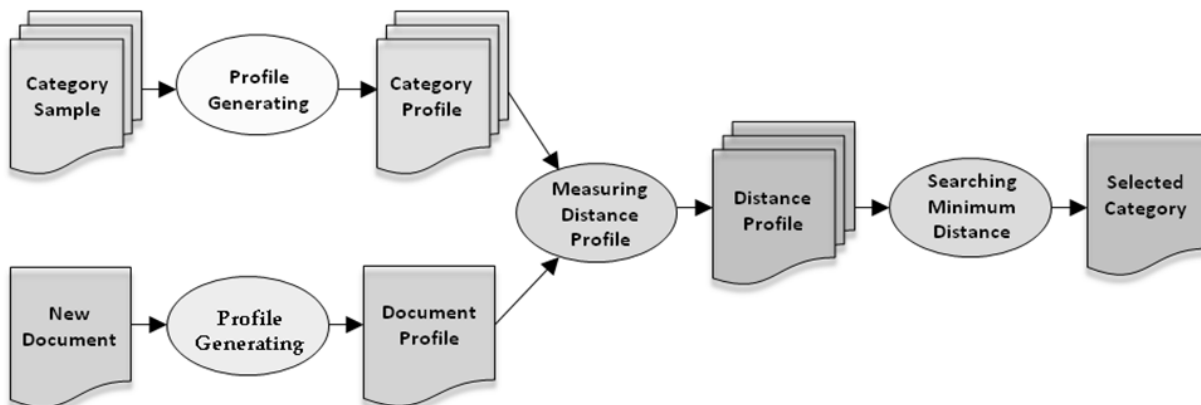 Category
Sample
Profile
Generating
Category
Profile
Measuring
Distance
Profile
Distance
Profile
Searching
Minimum
Distance
Selected
Category
New
Document
Profile
Generating
Document
Profile